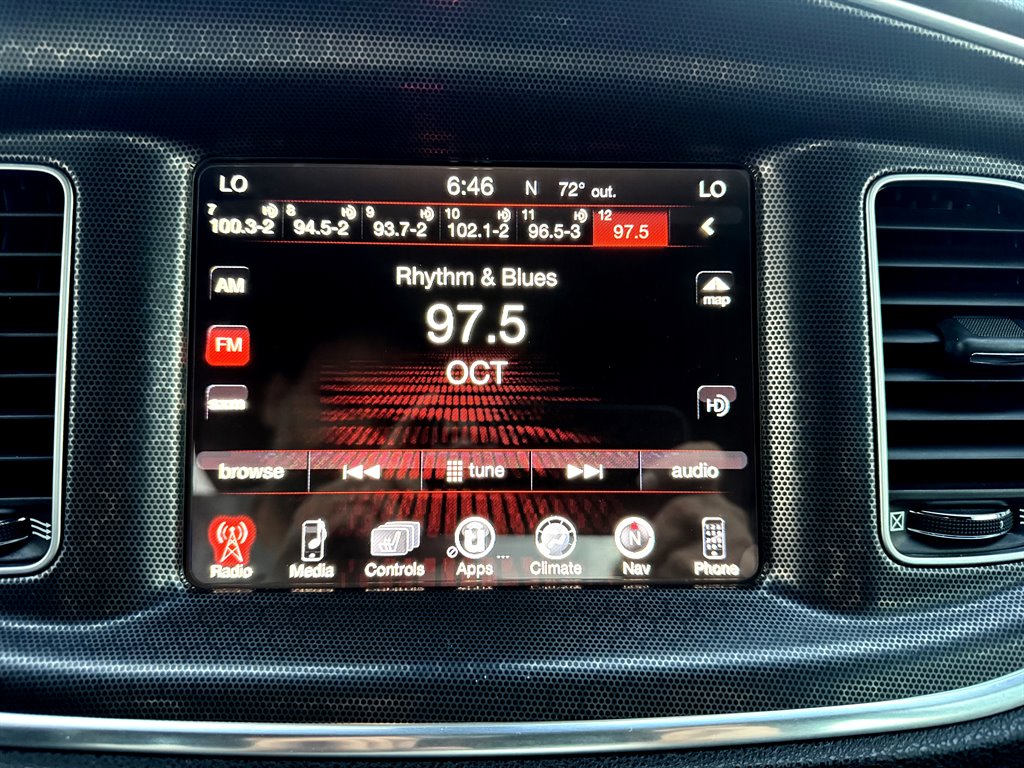 LO 6:46 N 72° out. LO
7 8 9 10 11 12
100.3-2 94.5-2 93.7-2 102.1-2 96.5-3 97.5
Rhythm & Blues
AM
map
97.5
FM
OCT
HD
browse tune audio
Radio Media Controls Apps Climate Nav Phone